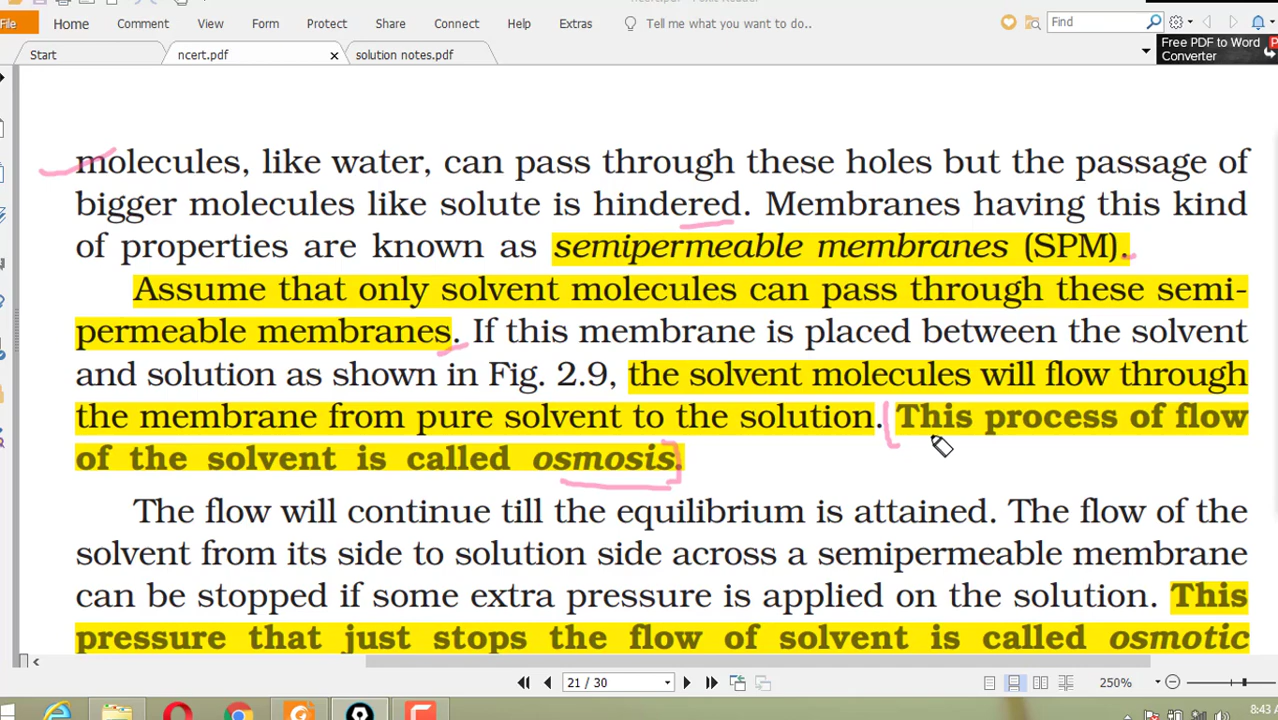 File Home Comment View Form Protect Share Connect Help Extras Tell me what you want to do.. Find
Start ncert.pdf solution notes.pdf Free PDF to Word
Converter
molecules, like water, can pass through these holes but the passage of
bigger molecules like solute is hindered. Membranes having this kind
of properties are known as semipermeable membranes (SPM).
Assume that only solvent molecules can pass through these semi-
permeable membranes. If this membrane is placed between the solvent
and solution as shown in Fig. 2.9, the solvent molecules will flow through
the membrane from pure solvent to the solution. This process of flow
of the solvent is called osmosis.
The flow will continue till the equilibrium is attained. The flow of the
solvent from its side to solution side across a semipermeable membrane
can be stopped if some extra pressure is applied on the solution. This
pressure that just stops the flow of solvent is called osmotic
21 / 30 250%
8:43